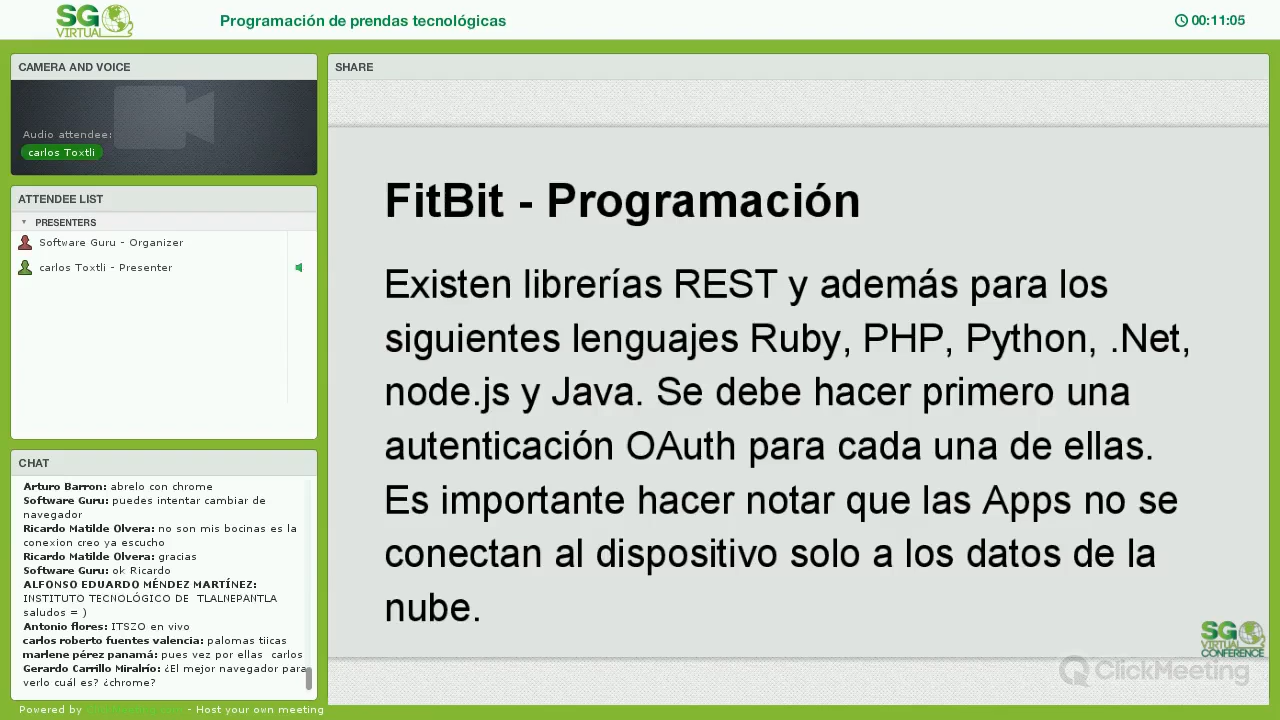 SG
VIRTUAL
Programación de prendas tecnológicas
00:11:05
CAMERA AND VOICE
Audio attendee:
carlos Toxtli
ATTENDEE LIST
PRESENTERS
Software Guru - Organizer
carlos Toxtli - Presenter
CHAT
Arturo Barron: abrelo con chrome
Software Guru: puedes intentar cambiar de
navegador
Ricardo Matilde Olvera: no son mis bocinas es la
conexion creo ya escucho
Ricardo Matilde Olvera: gracias
Software Guru: ok Ricardo
ALFONSO EDUARDO MÉNDEZ MARTÍNEZ:
INSTITUTO TECNOLÓGICO DE TLALNEPANTLA
saludos = )
Antonio flores: ITSZO en vivo
carlos roberto fuentes valencia: palomas tiicas
marlene pérez panamá: pues vez por ellas carlos
Gerardo Carrillo Miralrío: ¿El mejor navegador para
verlo cuál es? ¿chrome?
Powered by - Host your own meeting
SHARE
FitBit - Programación
Existen librerías REST y además para los
siguientes lenguajes Ruby, PHP, Python, .Net,
node.js y Java. Se debe hacer primero una
autenticación OAuth para cada una de ellas.
Es importante hacer notar que las Apps no se
conectan al dispositivo solo a los datos de la
nube.
SG
VIRTUAL
CONFERENCE
ClickMeeting